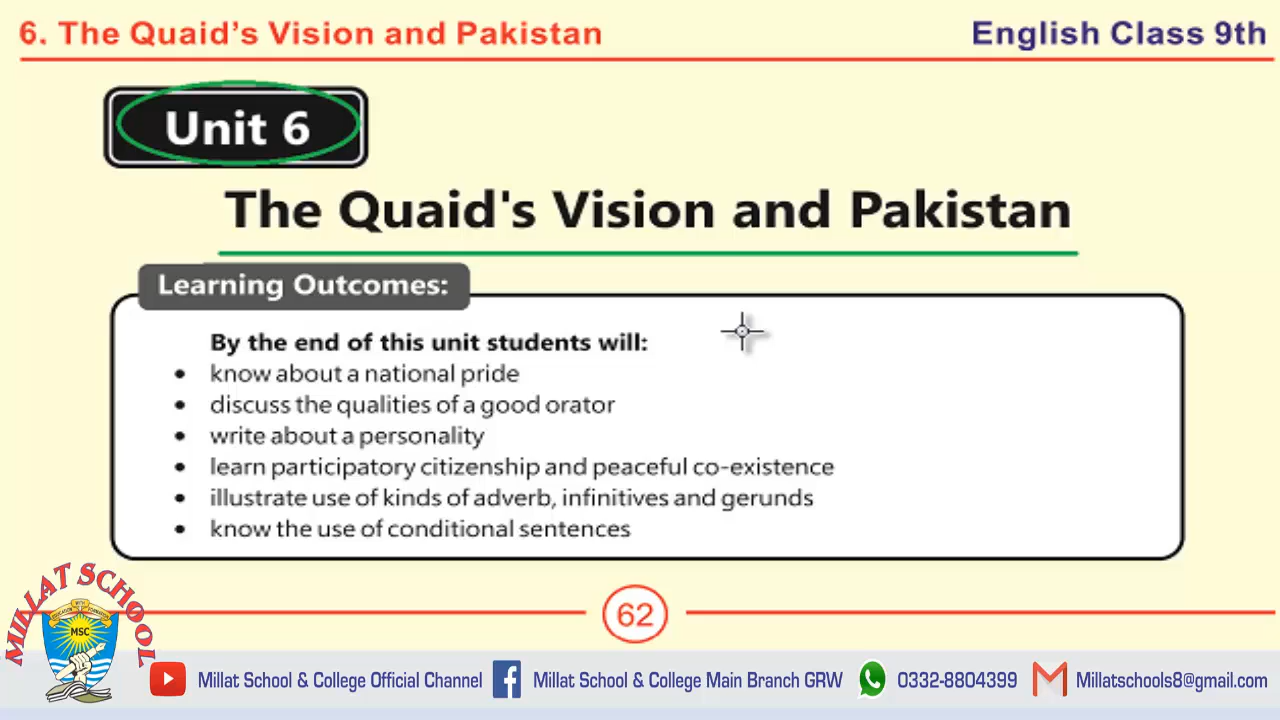 6. The Quaid’s Vision and Pakistan
English Class 9th
Unit 6
The Quaid's Vision and Pakistan
Learning Outcomes:
By the end of this unit students will:
• know about a national pride
• discuss the qualities of a good orator
• write about a personality
• learn participatory citizenship and peaceful co-existence
• illustrate use of kinds of adverb, infinitives and gerunds
• know the use of conditional sentences
62
MILLAT SCHOOL
MSC
Millat School & College Official Channel
Millat School & College Main Branch GRW
0332-8804399
Millatschools8@gmail.com